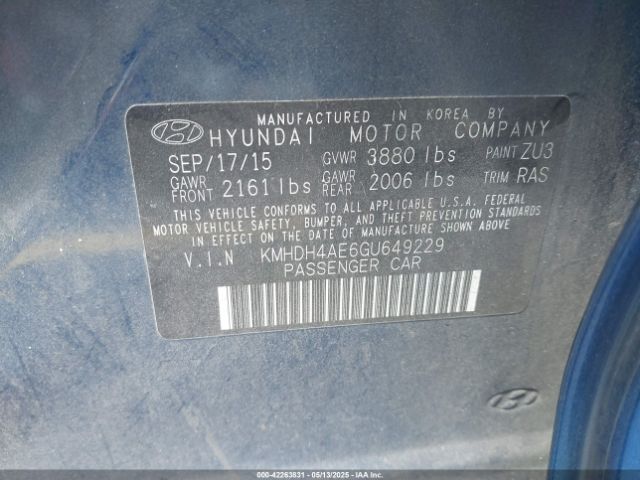 MANUFACTURED IN KOREA BY
HYUNDAI MOTOR COMPANY
SEP/17/15 GVWR 3880 lbs PAINT ZU3
GAWR FRONT 2161 lbs GAWR REAR 2006 lbs TRIM RAS
THIS VEHICLE CONFORMS TO ALL APPLICABLE U.S.A. FEDERAL
MOTOR VEHICLE SAFETY, BUMPER, AND THEFT PREVENTION STANDARDS
IN EFFECT ON THE DATE OF MANUFACTURE SHOWN ABOVE
V.I.N KMHDH4AE6GU649229
PASSENGER CAR
000-42263831 - 05/13/2025 - COPART. INC.